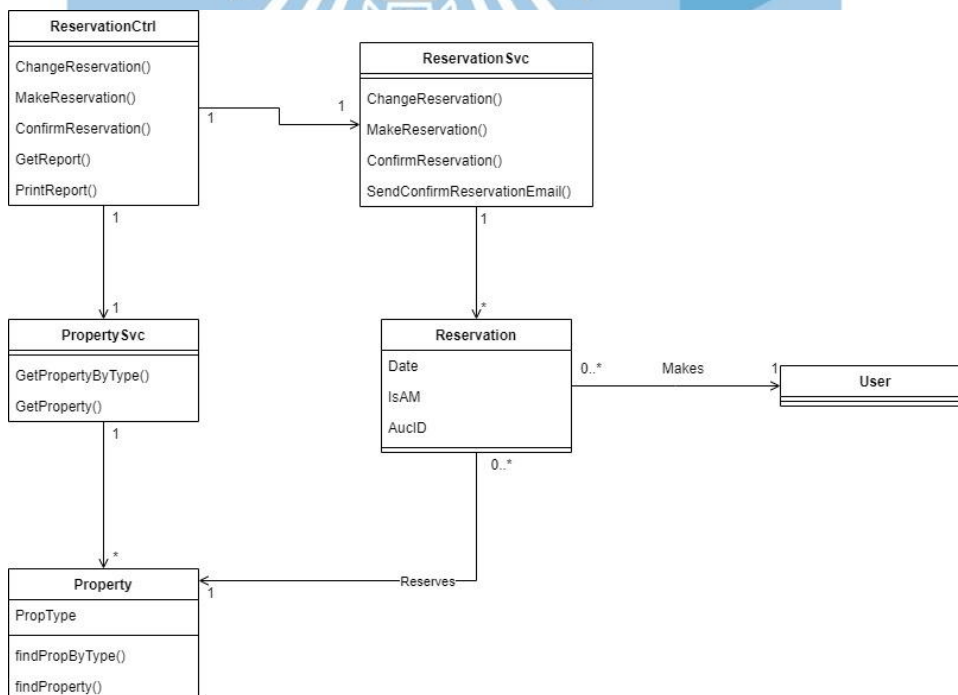 ReservationCtrl
ChangeReservation()
MakeReservation()
ConfirmReservation()
GetReport()
PrintReport()
1
1
ReservationSvc
ChangeReservation()
MakeReservation()
ConfirmReservation()
SendConfirmReservationEmail()
1
1
1
*
PropertySvc
GetPropertyByType()
GetProperty()
1
Reservation
Date
IsAM
AucID
0..*
Makes
1
User
0..*
Reserves
*
1
Property
PropType
findPropByType()
findProperty()